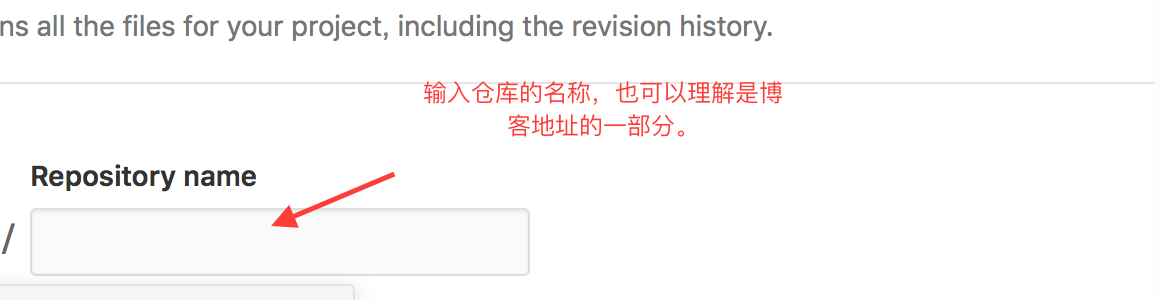 ns all the files for your project, including the revision history.
输入仓库的名称，也可以理解是博
客地址的一部分。
Repository name
/